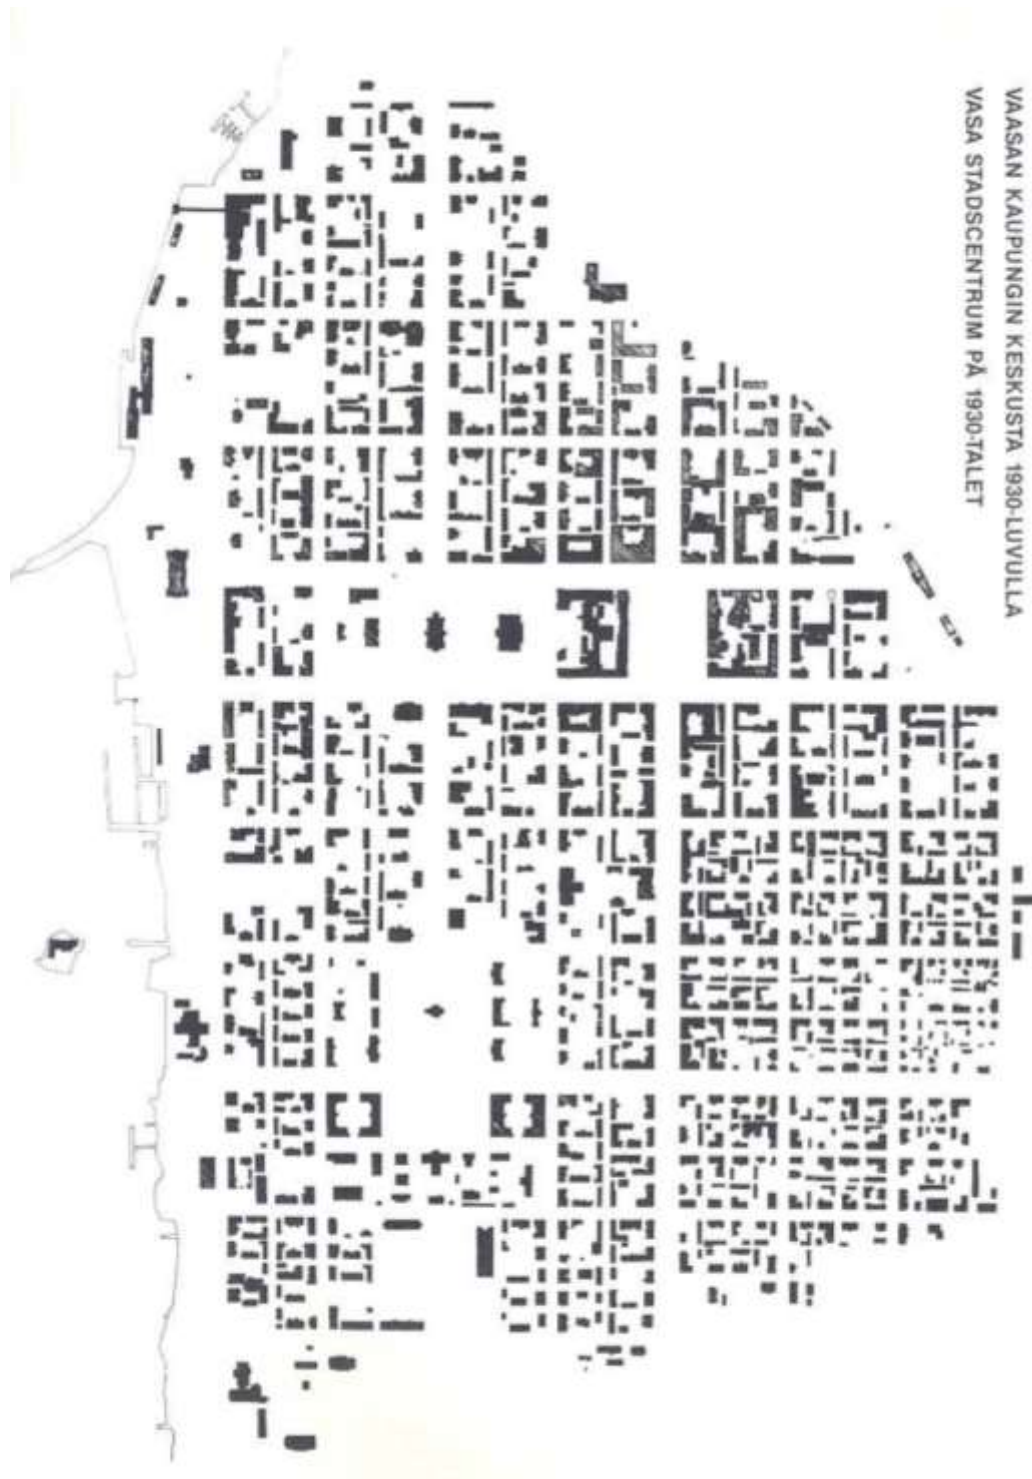 VAASAN KAUPUNGIN KESKUSTA 1930-LUVULLA
VASA STADSCENTRUM PÅ 1930-TALET